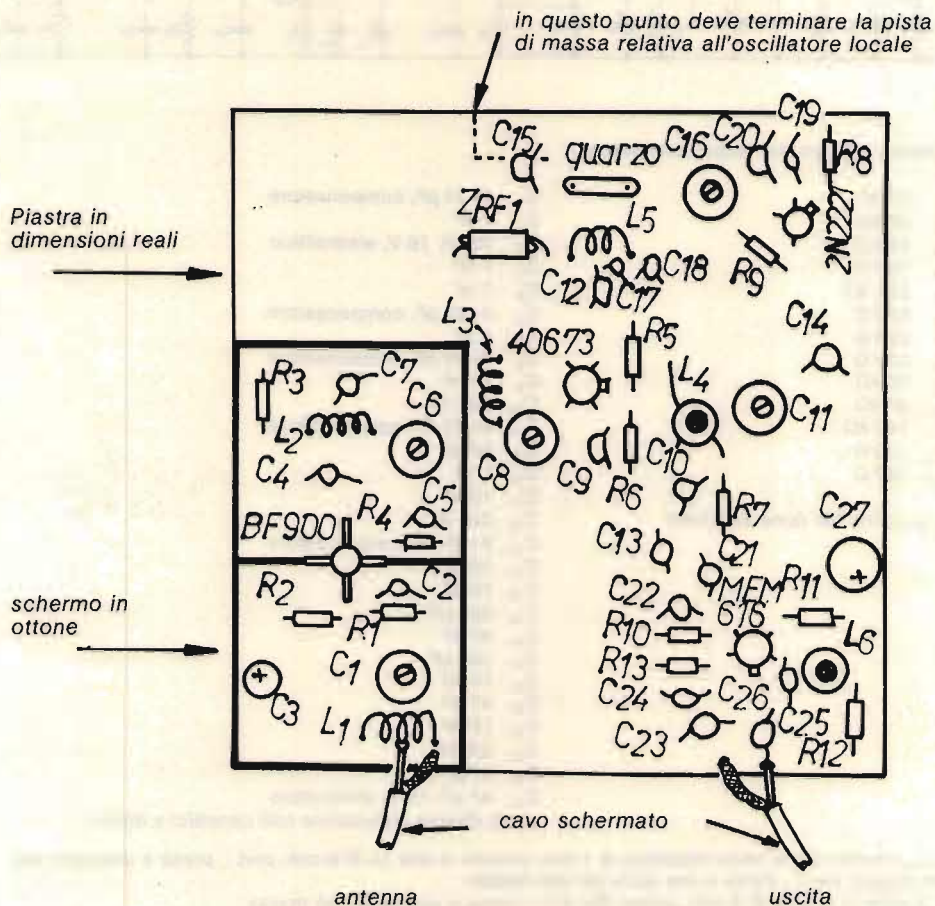 in questo punto deve terminare la pista
di massa relativa all'oscillatore locale
Piastra in
dimensioni reali
schermo in
ottone
C15
quarzo
C16
C20
C19
R8
2N2221
ZRF1
L5
C12
C17
C18
R9
L3
40673
R5
L4
C14
C11
R3
C7
C6
L2
C4
C8
C9
R6
C10
R7
C27
BF900
R4
C5
C13
C21
MEM
616
R11
R2
C2
R1
C22
R10
R13
L6
C1
C3
C24
C26
C25
L1
C23
R12
cavo schermato
antenna
uscita